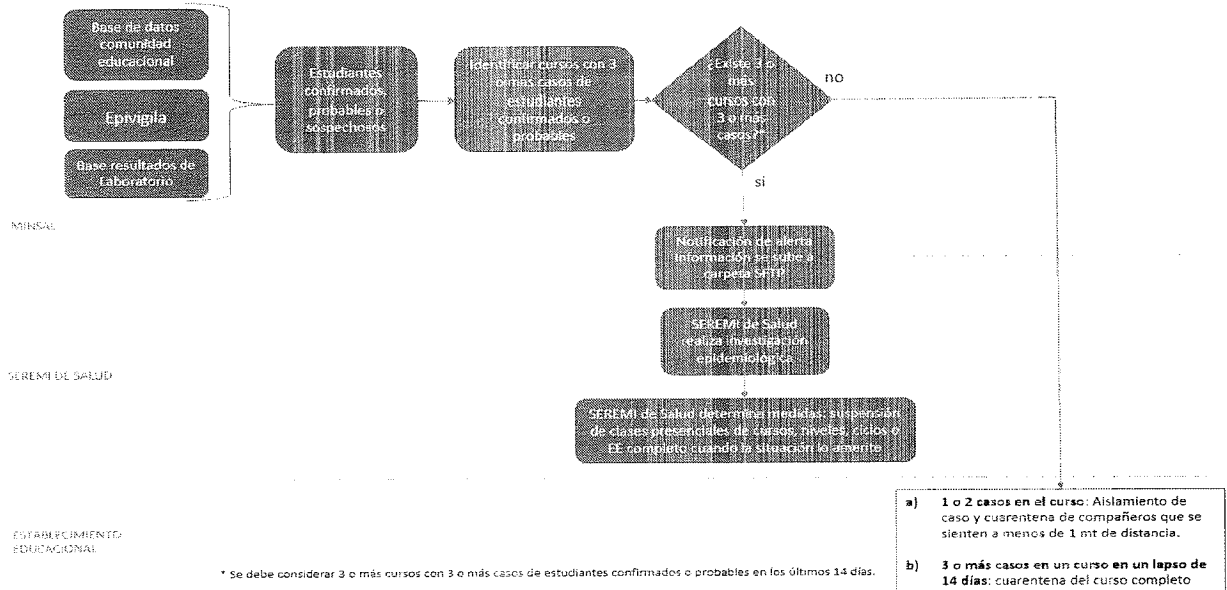 Base de datos
comunidad
educacional
Epivigila
Base resultados de
Laboratorio
Estudiantes
confirmados,
probables o
sospechosos
Identificar cursos con 3
o más casos de
estudiantes
confirmados o
probables
¿Existe 3 o
más
cursos con
3 o más
casos?*
no
si
MINSAL
Notificación de alerta
Información se sube a
carpeta SFTP
SEREMI de Salud
realiza investigación
epidemiológica
SEREMI DE SALUD
SEREMI de Salud determina medidas: suspensión
de clases presenciales de cursos, niveles, ciclos o
EE completo cuando la situación lo amerite
ESTABLECIMIENTO
EDUCACIONAL
a) 1 o 2 casos en el curso: Aislamiento de
caso y cuarentena de compañeros que se
sienten a menos de 1 mt de distancia.
b) 3 o más casos en un curso en un lapso de
14 días: cuarentena del curso completo
* Se debe considerar 3 o más cursos con 3 o más casos de estudiantes confirmados o probables en los últimos 14 días.